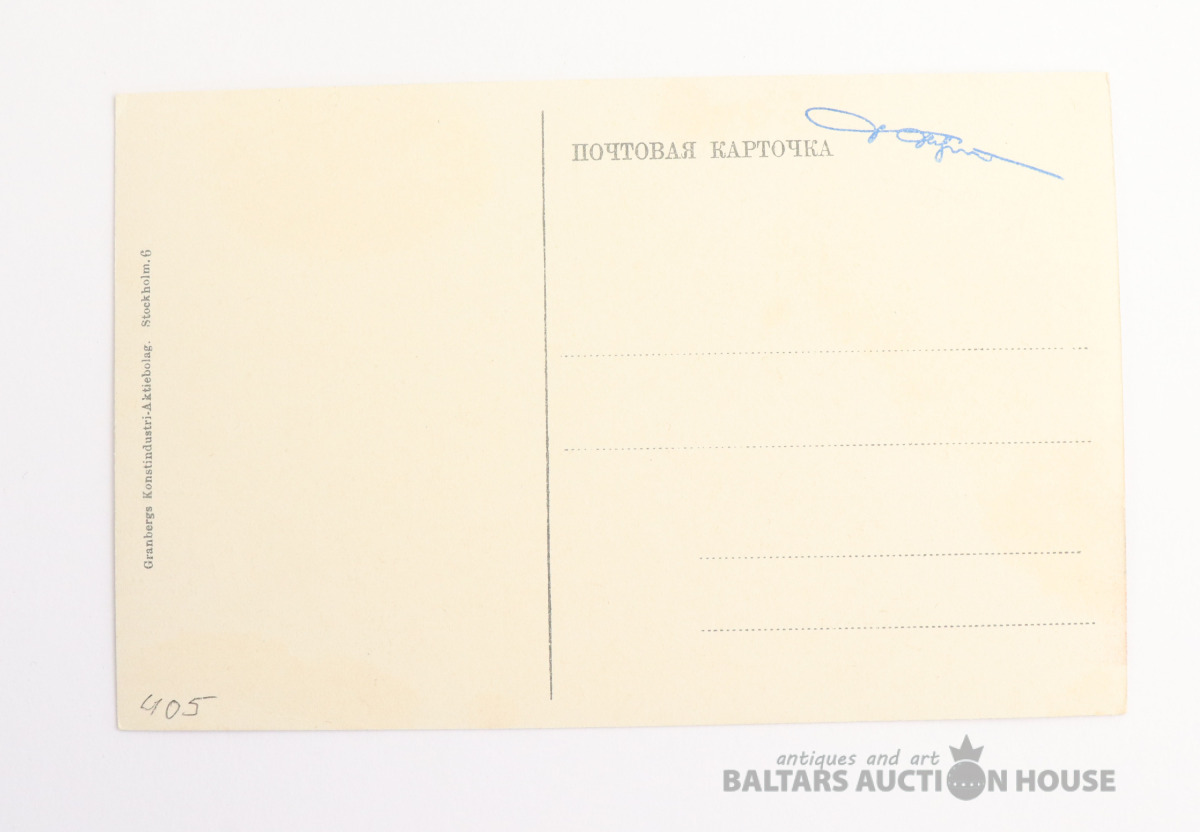 ПОЧТОВАЯ КАРТОЧКА
Granbergs Konstindustri-Aktiebolag. Stockholm. 6
405
antiques and art
BALTARS AUCTION HOUSE